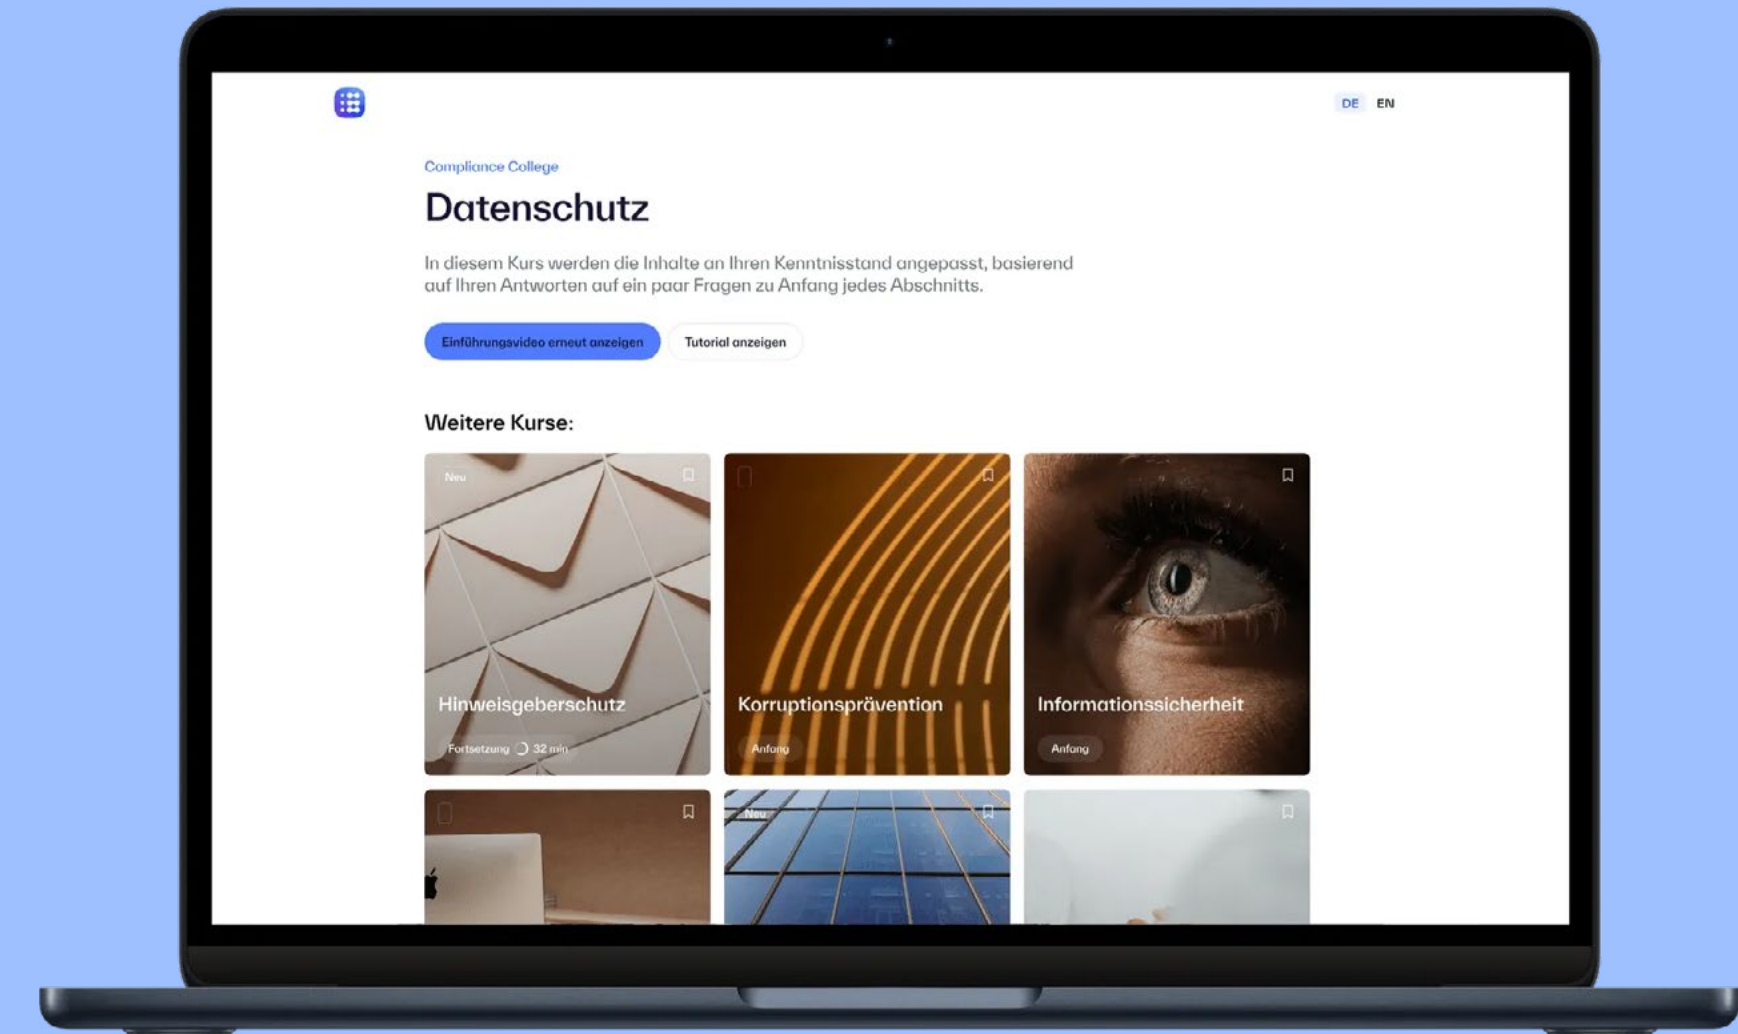 DE EN
Compliance College
Datenschutz
In diesem Kurs werden die Inhalte an Ihren Kenntnisstand angepasst, basierend
auf Ihren Antworten auf ein paar Fragen zu Anfang jedes Abschnitts.
Einführungsvideo erneut anzeigen
Tutorial anzeigen
Weitere Kurse:
Neu
Hinweisgeberschutz
Fortsetzung 32 min
Korruptionsprävention
Anfang
Informationssicherheit
Anfang
Neu